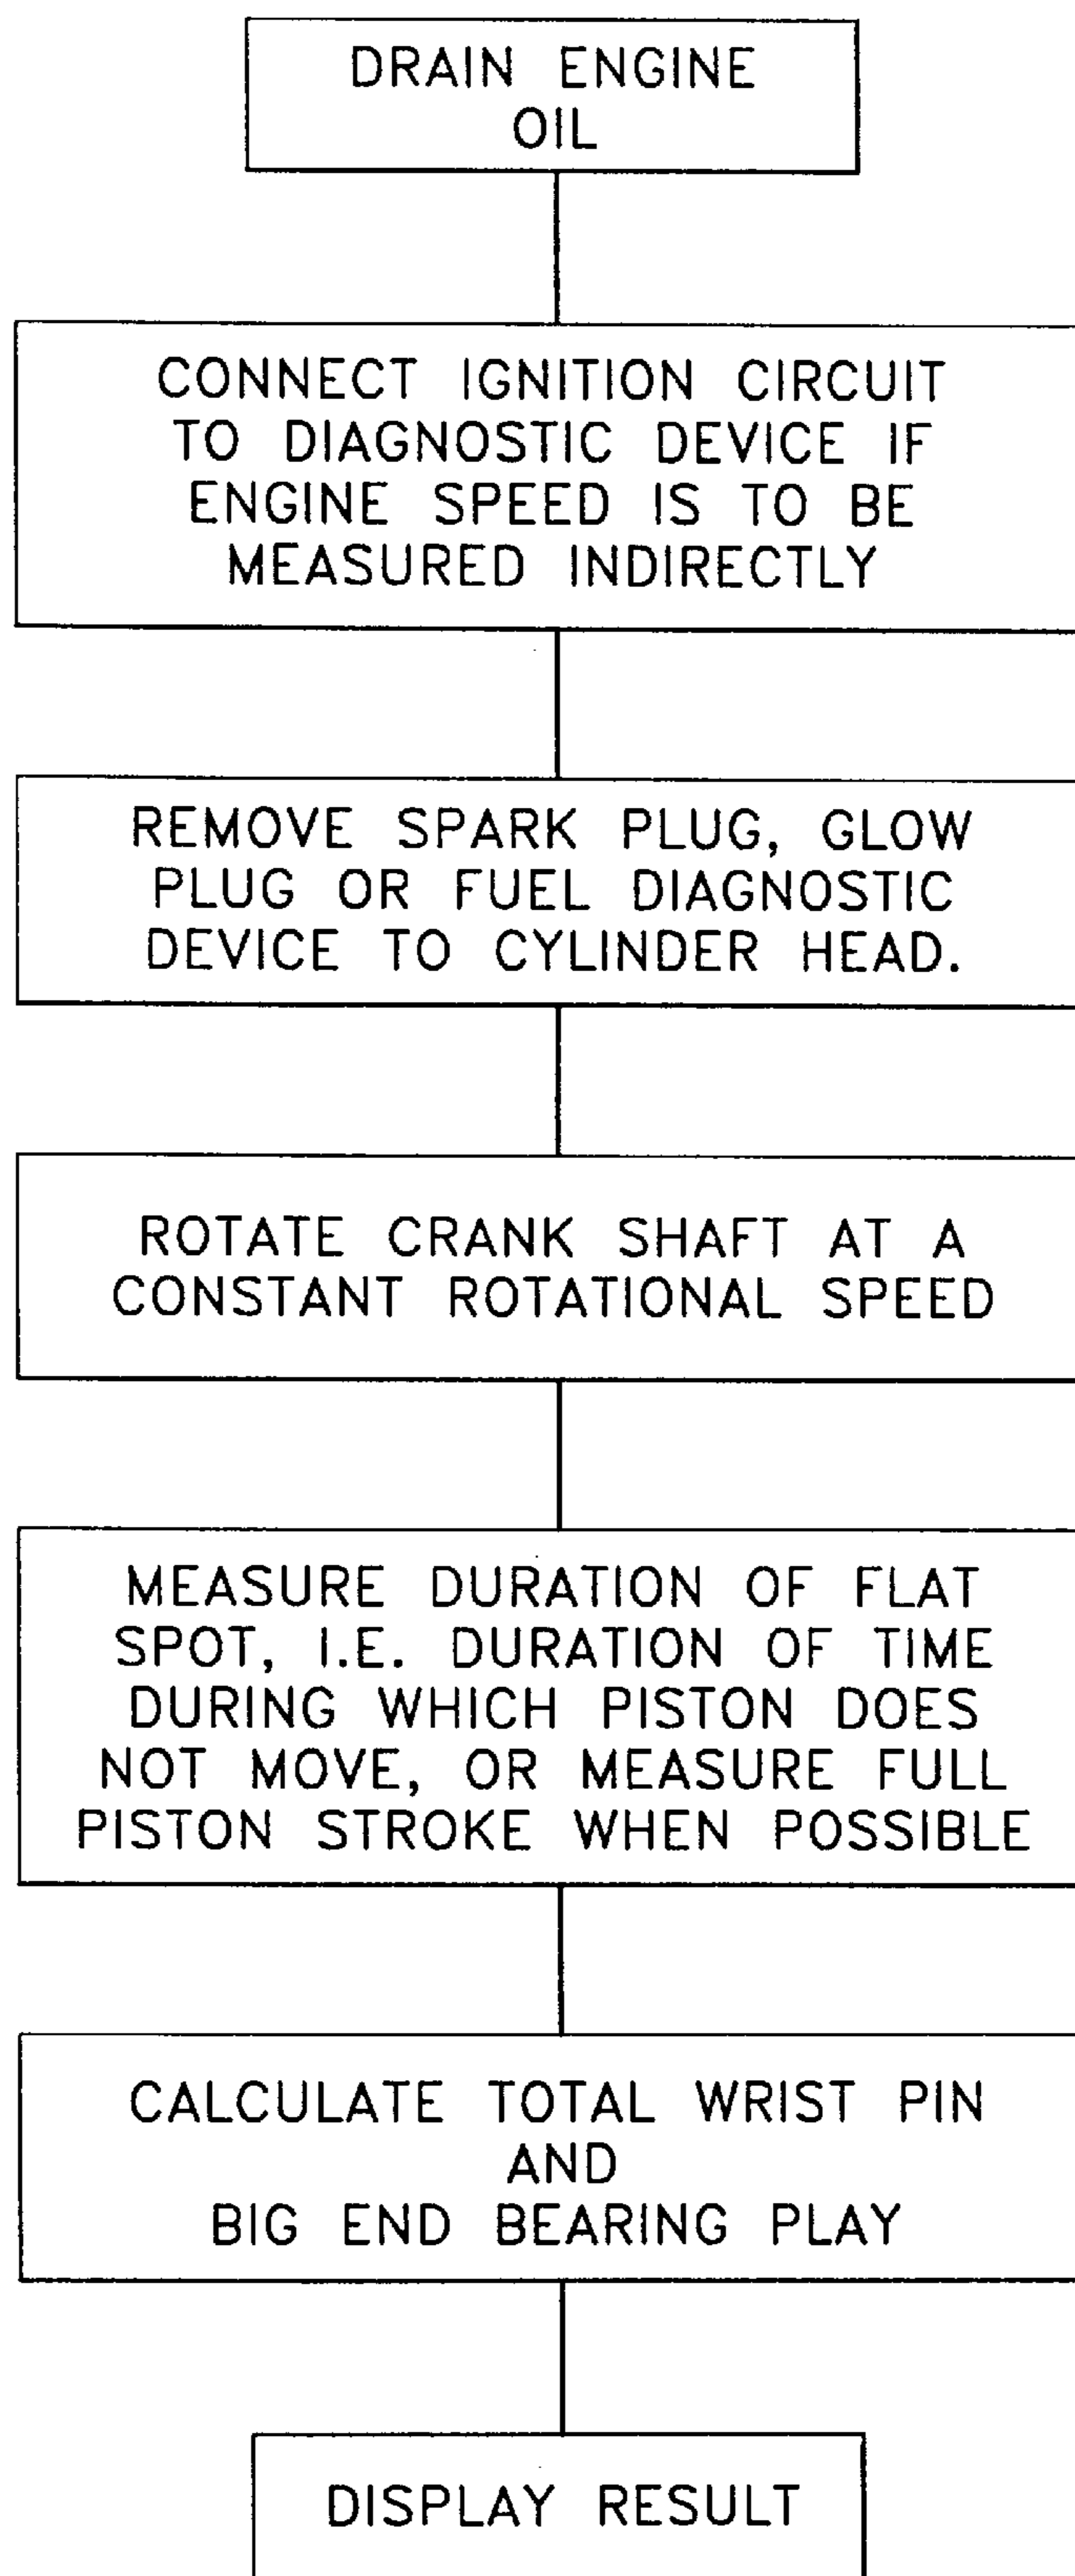 DRAIN ENGINE
OIL
CONNECT IGNITION CIRCUIT
TO DIAGNOSTIC DEVICE IF
ENGINE SPEED IS TO BE
MEASURED INDIRECTLY
REMOVE SPARK PLUG, GLOW
PLUG OR FUEL DIAGNOSTIC
DEVICE TO CYLINDER HEAD.
ROTATE CRANK SHAFT AT A
CONSTANT ROTATIONAL SPEED
MEASURE DURATION OF FLAT
SPOT, I.E. DURATION OF TIME
DURING WHICH PISTON DOES
NOT MOVE, OR MEASURE FULL
PISTON STROKE WHEN POSSIBLE
CALCULATE TOTAL WRIST PIN
AND
BIG END BEARING PLAY
DISPLAY RESULT